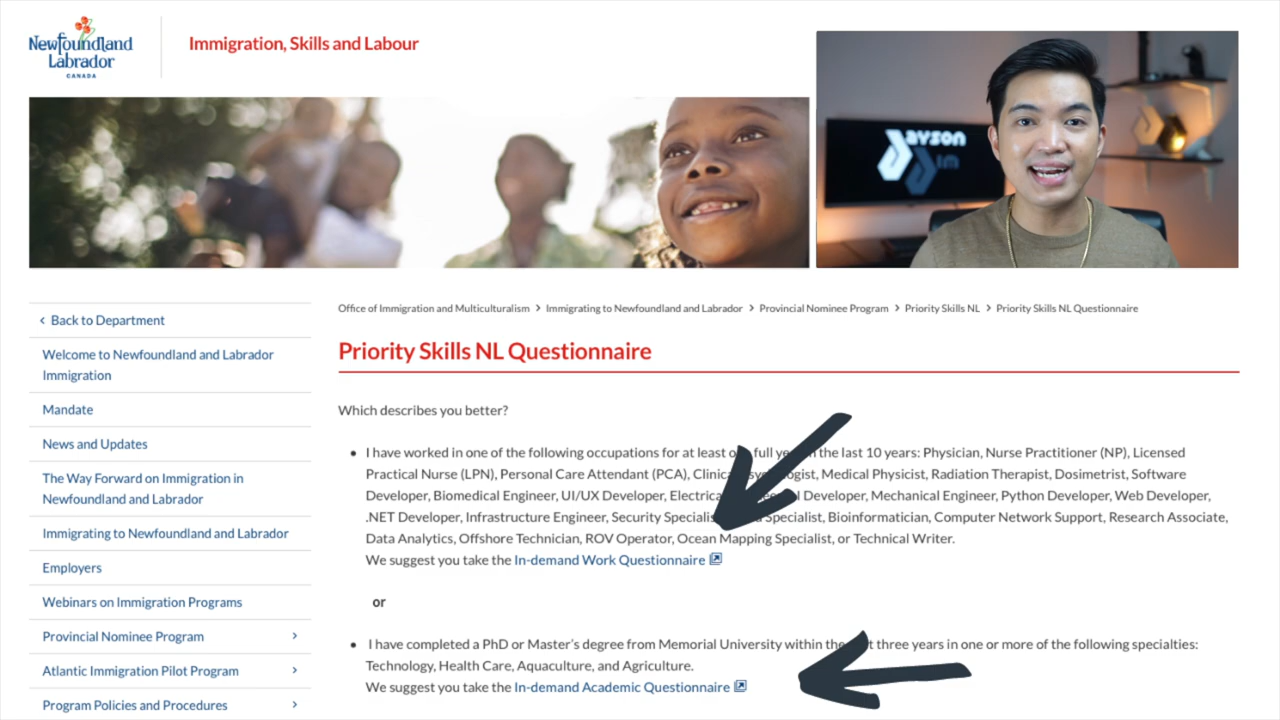 Newfoundland
Labrador
CANADA
Immigration, Skills and Labour
AYSON
Back to Department
Welcome to Newfoundland and Labrador
Immigration
Mandate
News and Updates
The Way Forward on Immigration in
Newfoundland and Labrador
Immigrating to Newfoundland and Labrador
Employers
Webinars on Immigration Programs
Provincial Nominee Program
Atlantic Immigration Pilot Program
Program Policies and Procedures
Office of Immigration and Multiculturalism > Immigrating to Newfoundland and Labrador > Provincial Nominee Program > Priority Skills NL > Priority Skills NL Questionnaire
Priority Skills NL Questionnaire
Which describes you better?
• I have worked in one of the following occupations for at least full the last 10 years: Physician, Nurse Practitioner (NP), Licensed
Practical Nurse (LPN), Personal Care Attendant (PCA), Medical Physicist, Radiation Therapist, Dosimetrist, Software
Developer, Biomedical Engineer, UI/UX Developer, Developer, Mechanical Engineer, Python Developer, Web Developer,
.NET Developer, Infrastructure Engineer, Security Specialist, Bioinformatician, Computer Network Support, Research Associate,
Data Analytics, Offshore Technician, ROV Operator, Ocean Mapping Specialist, or Technical Writer.
We suggest you take the In-demand Work Questionnaire
or
• I have completed a PhD or Master's degree from Memorial University within the three years in one or more of the following specialties:
Technology, Health Care, Aquaculture, and Agriculture.
We suggest you take the In-demand Academic Questionnaire